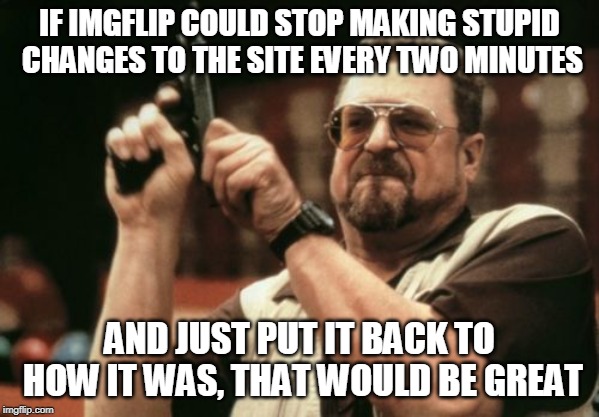 IF IMGFLIP COULD STOP MAKING STUPID
CHANGES TO THE SITE EVERY TWO MINUTES
AND JUST PUT IT BACK TO
HOW IT WAS, THAT WOULD BE GREAT
imgflip.com